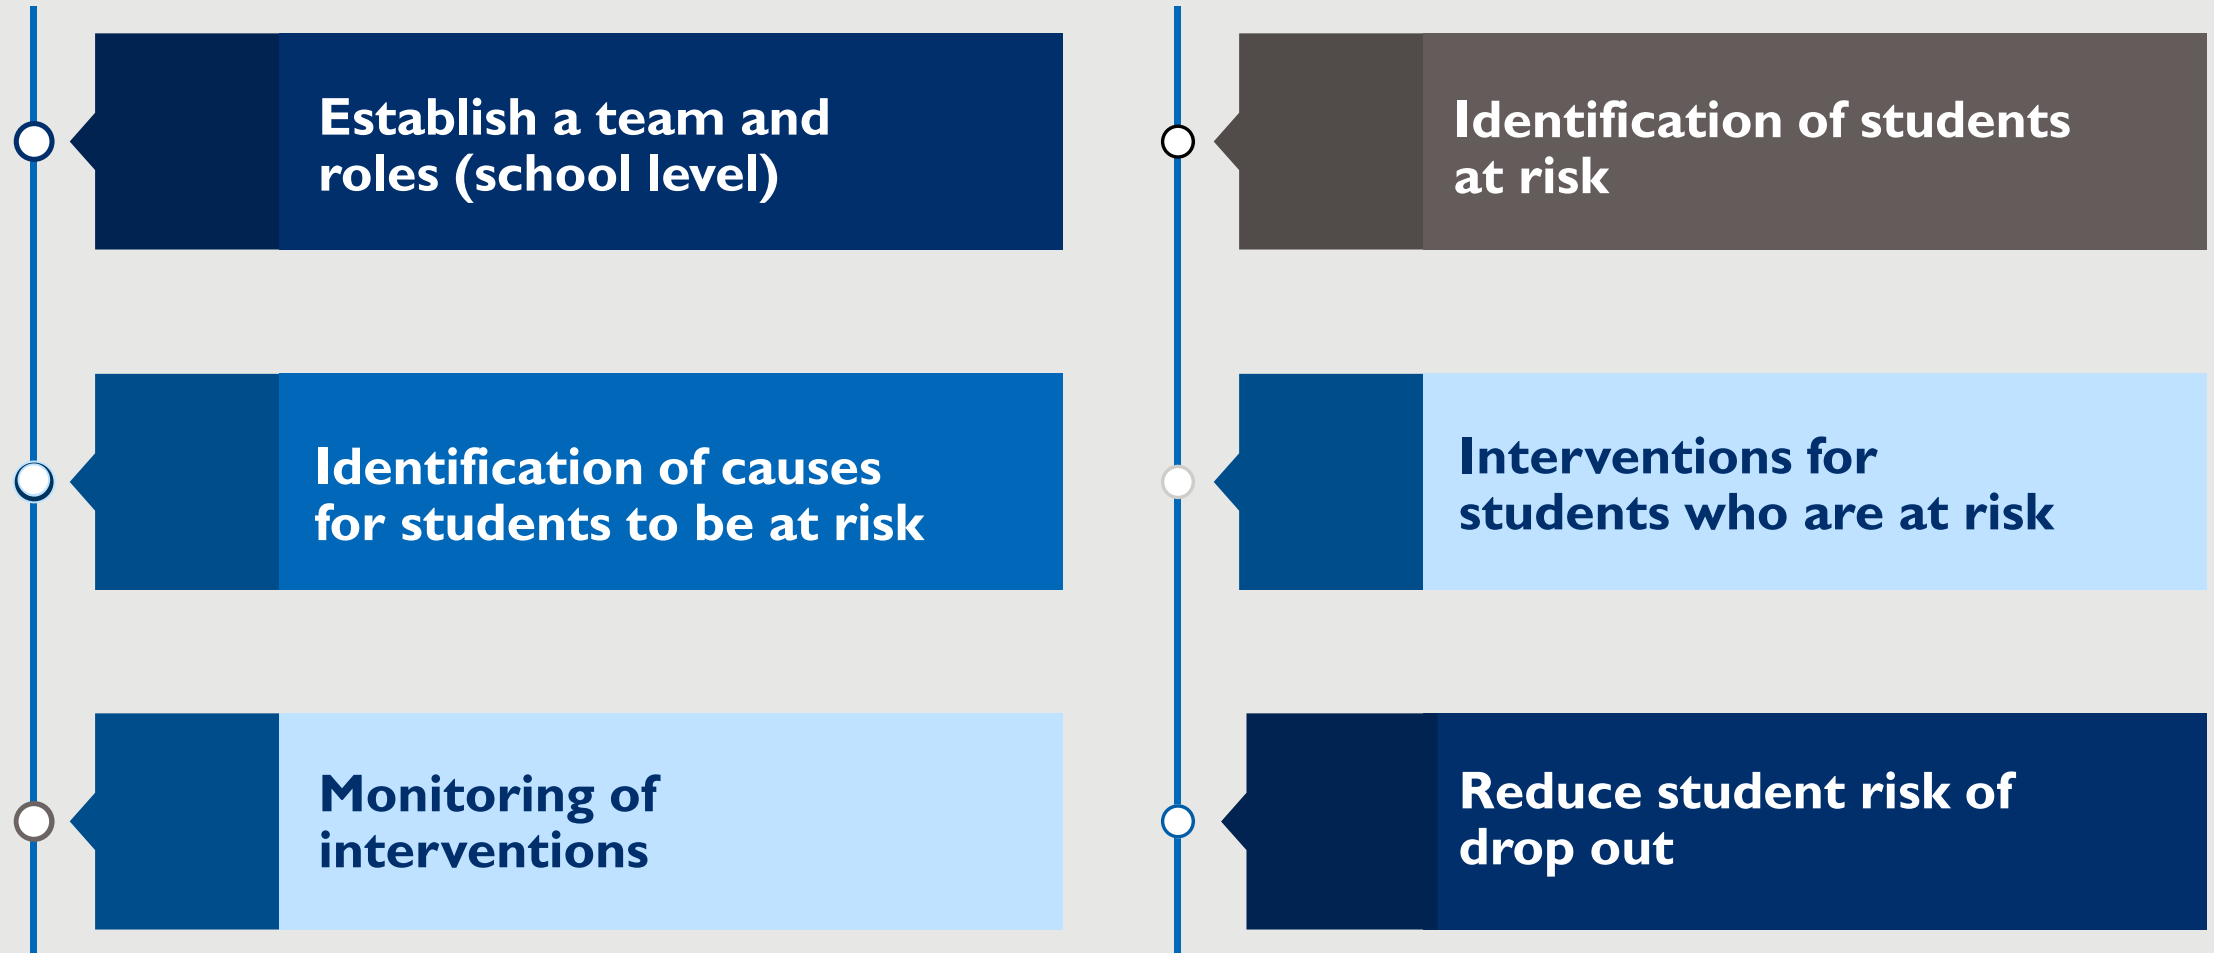 Establish a team and
roles (school level)
Identification of students
at risk
Identification of causes
for students to be at risk
Interventions for
students who are at risk
Monitoring of
interventions
Reduce student risk of
drop out